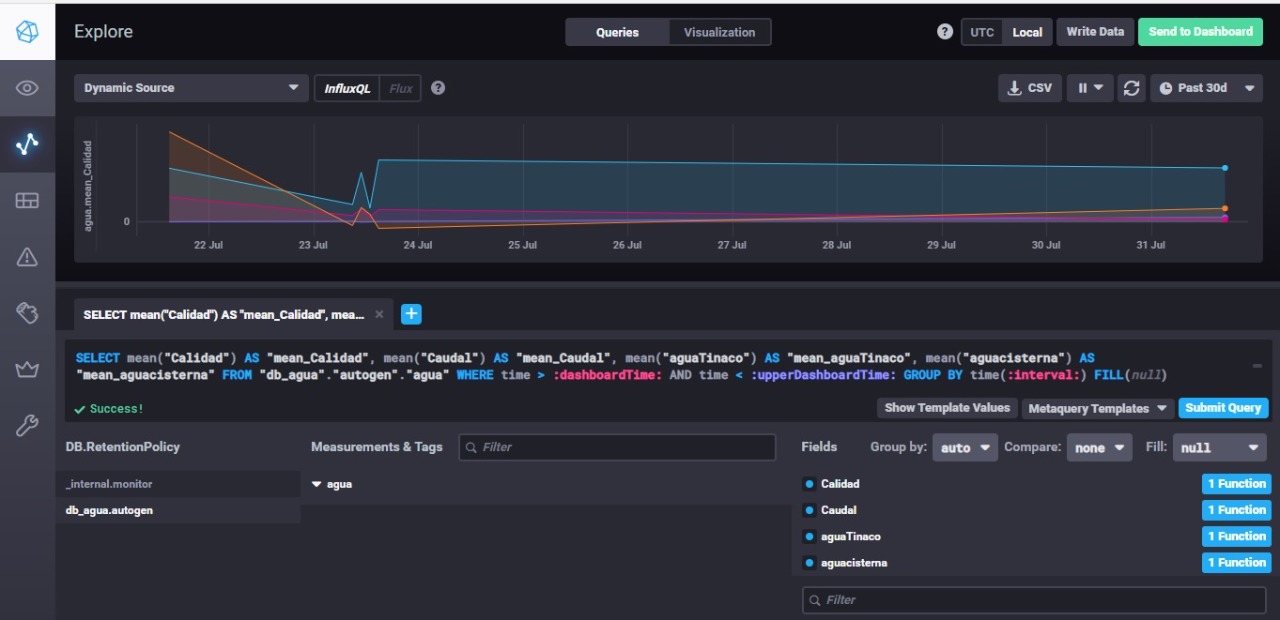 Explore
Queries
Visualization
?
UTC
Local
Write Data
Send to Dashboard
Dynamic Source
InfluxQL
Flux
?
CSV
Past 30d
agua.mean_Calidad
0
22 Jul
23 Jul
24 Jul
25 Jul
26 Jul
27 Jul
28 Jul
29 Jul
30 Jul
31 Jul
SELECT mean("Calidad") AS "mean_Calidad", mea...
×
+
SELECT mean("Calidad") AS "mean_Calidad", mean("Caudal") AS "mean_Caudal", mean("aguaTinaco") AS "mean_aguaTinaco", mean("aguacisterna") AS
"mean_aguacisterna" FROM "db_agua"."autogen"."agua" WHERE time > :dashboardTime: AND time < :upperDashboardTime: GROUP BY time(:interval:) FILL(null)
Success!
Show Template Values
Metaquery Templates
Submit Query
DB.RetentionPolicy
Measurements & Tags
Filter
Fields
Group by:
auto
Compare:
none
Fill:
null
_internal.monitor
db_agua.autogen
agua
Calidad
1 Function
Caudal
1 Function
aguaTinaco
1 Function
aguacisterna
1 Function
Filter